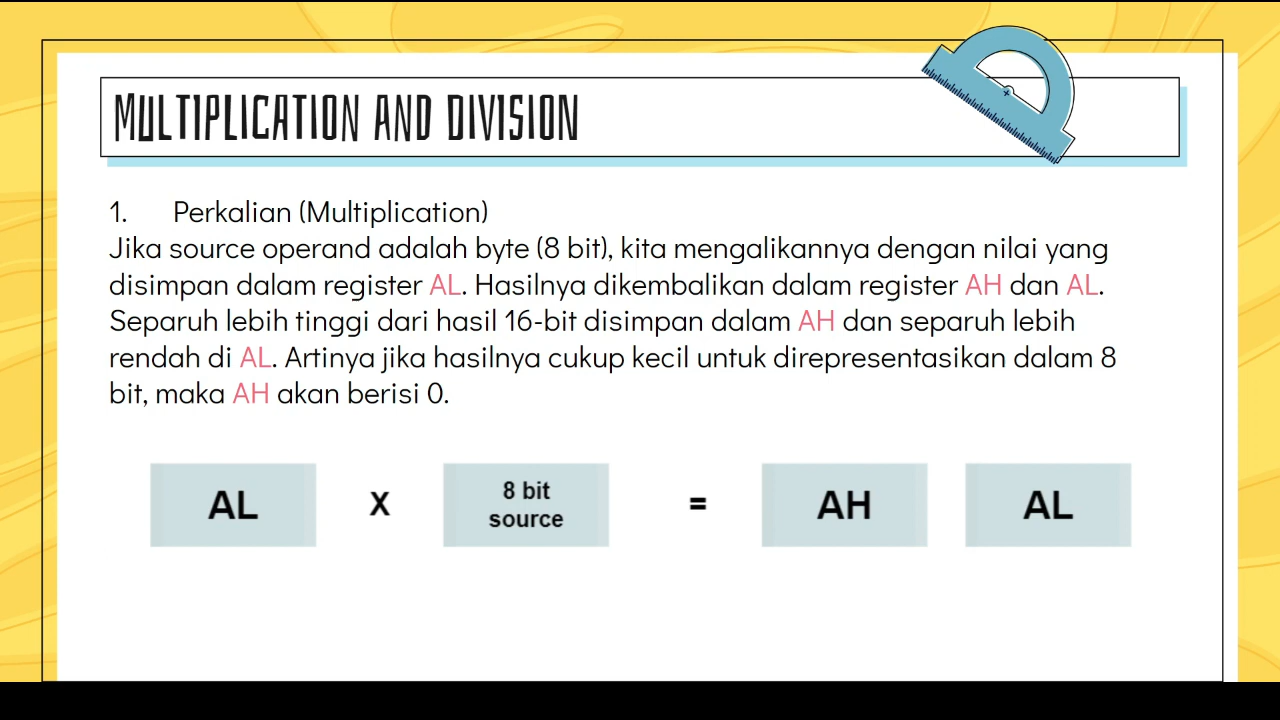 MULTIPLICATION AND DIVISION
1. Perkalian (Multiplication)
Jika source operand adalah byte (8 bit), kita mengalikannya dengan nilai yang
disimpan dalam register AL. Hasilnya dikembalikan dalam register AH dan AL.
Separuh lebih tinggi dari hasil 16-bit disimpan dalam AH dan separuh lebih
rendah di AL. Artinya jika hasilnya cukup kecil untuk direpresentasikan dalam 8
bit, maka AH akan berisi 0.
AL X 8 bit source = AH AL